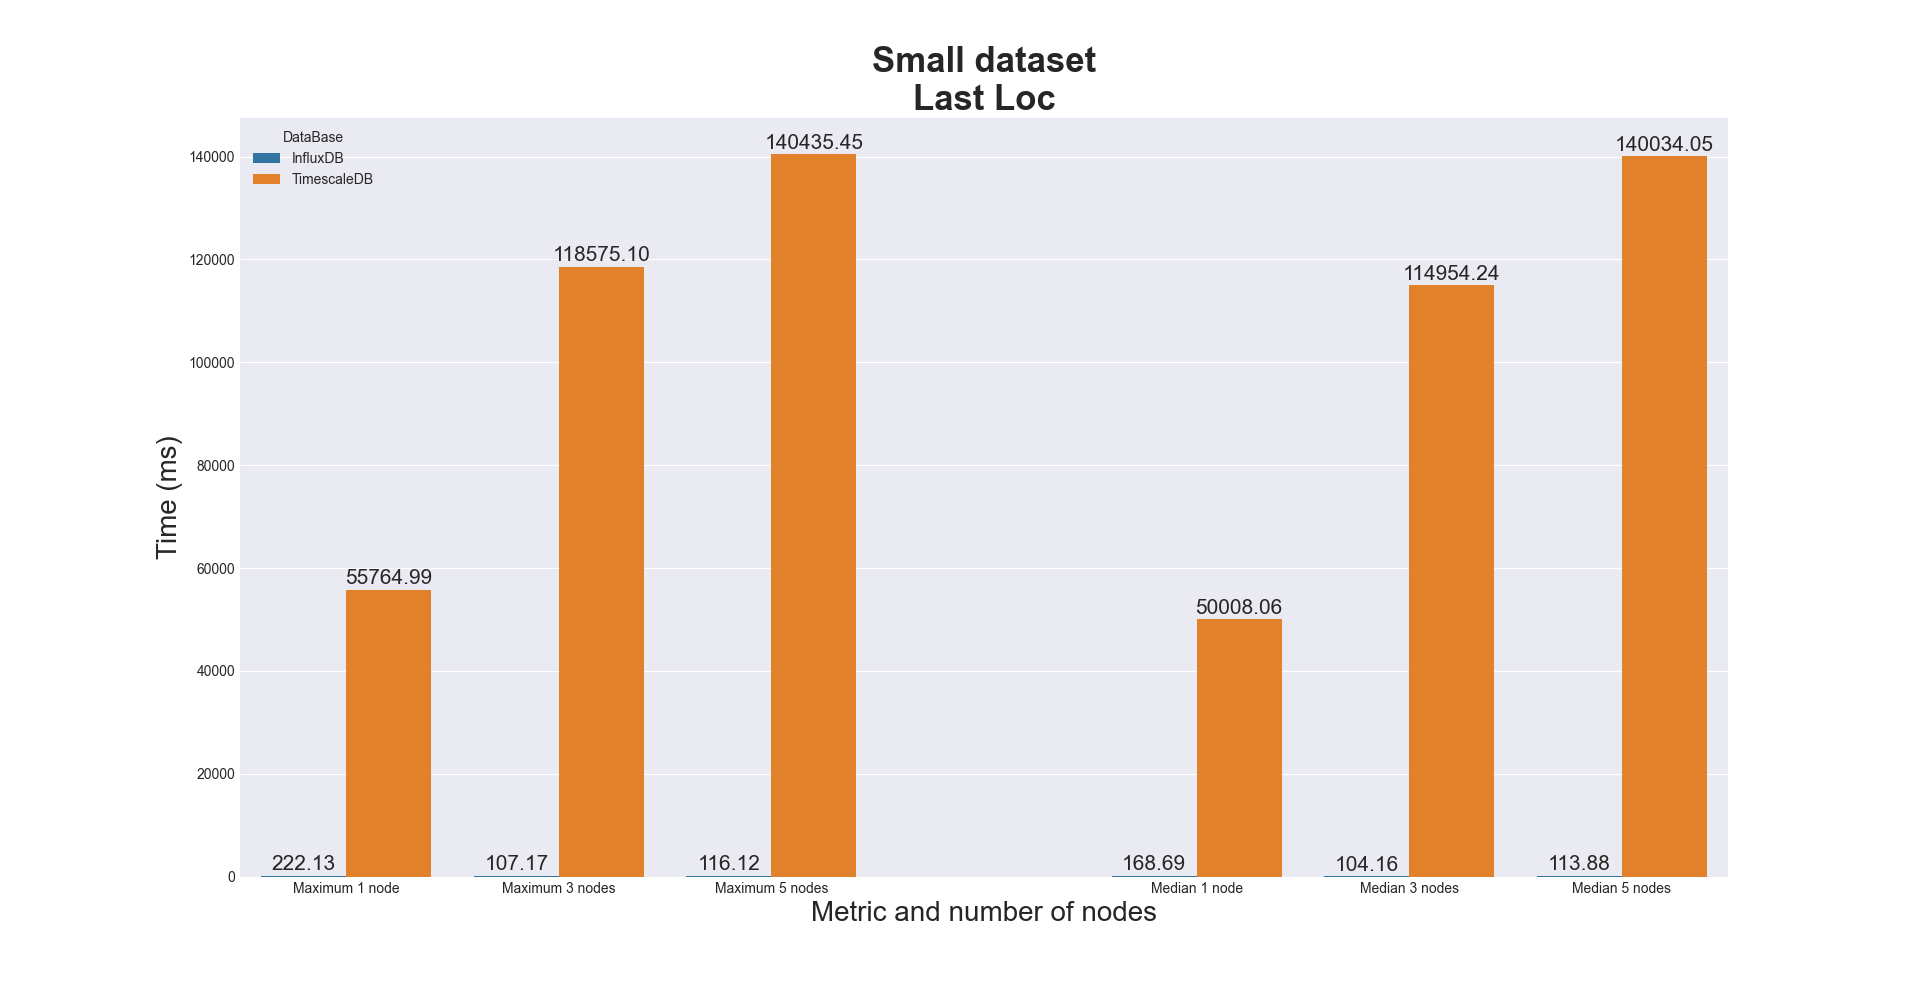 Small dataset
Last Loc
DataBase
InfluxDB
TimescaleDB
Time (ms)
140000
120000
100000
80000
60000
40000
20000
0
222.13
55764.99
107.17
118575.10
116.12
140435.45
168.69
50008.06
104.16
114954.24
113.88
140034.05
Maximum 1 node
Maximum 3 nodes
Maximum 5 nodes
Median 1 node
Median 3 nodes
Median 5 nodes
Metric and number of nodes